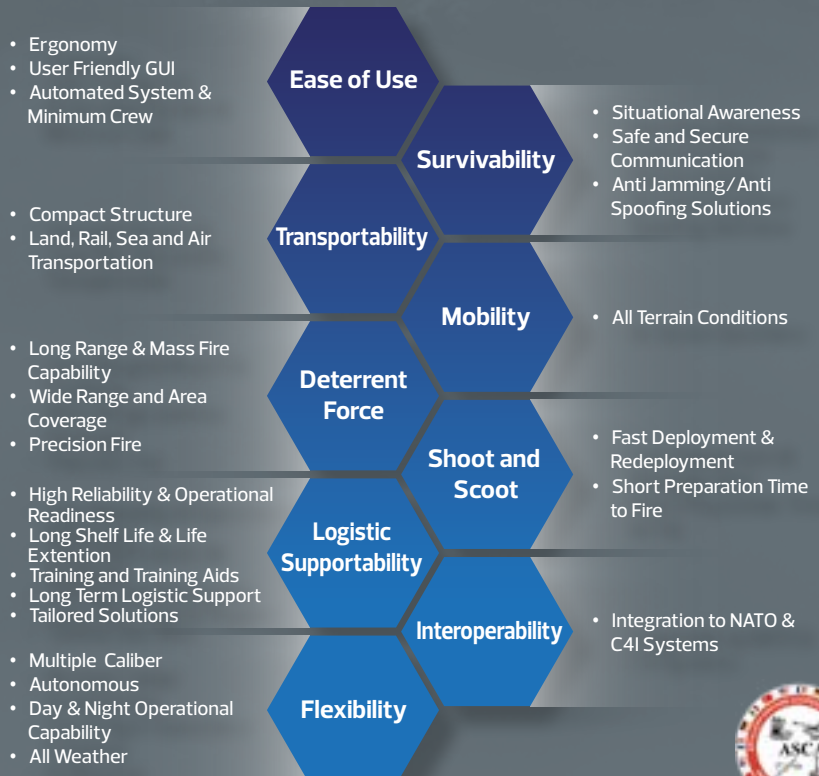 • Ergonomy
• User Friendly GUI
• Automated System &
Minimum Crew
Ease of Use
Survivability
• Situational Awareness
• Safe and Secure
Communication
• Anti Jamming/Anti
Spoofing Solutions
• Compact Structure
• Land, Rail, Sea and Air
Transportation
Transportability
Mobility
• All Terrain Conditions
• Long Range & Mass Fire
Capability
• Wide Range and Area
Coverage
• Precision Fire
Deterrent
Force
Shoot and
Scoot
• Fast Deployment &
Redeployment
• Short Preparation Time
to Fire
• High Reliability & Operational
Readiness
• Long Shelf Life & Life
Extention
• Training and Training Aids
• Long Term Logistic Support
• Tailored Solutions
Logistic
Supportability
Interoperability
• Integration to NATO &
C4I Systems
• Multiple Caliber
• Autonomous
• Day & Night Operational
Capability
• All Weather
Flexibility
ASCA